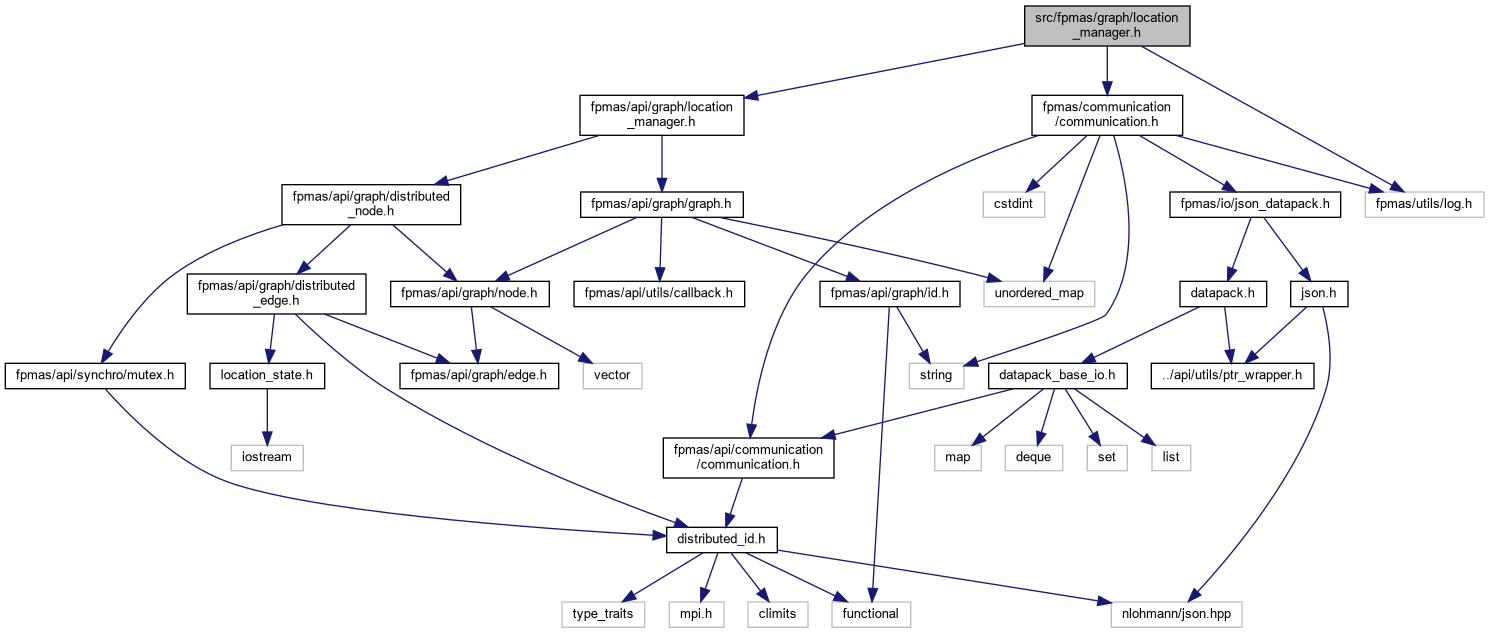 src/fpmas/graph/location
_manager.h
fpmas/api/graph/location
_manager.h
fpmas/communication
/communication.h
fpmas/api/graph/distributed
_node.h
fpmas/api/graph/graph.h
cstdint
fpmas/io/json_datapack.h
fpmas/utils/log.h
fpmas/api/graph/distributed
_edge.h
fpmas/api/graph/node.h
fpmas/api/utils/callback.h
fpmas/api/graph/id.h
unordered_map
datapack.h
json.h
fpmas/api/synchro/mutex.h
location_state.h
fpmas/api/graph/edge.h
vector
string
datapack_base_io.h
../api/utils/ptr_wrapper.h
iostream
fpmas/api/communication
/communication.h
map
deque
set
list
distributed_id.h
type_traits
mpi.h
climits
functional
nlohmann/json.hpp